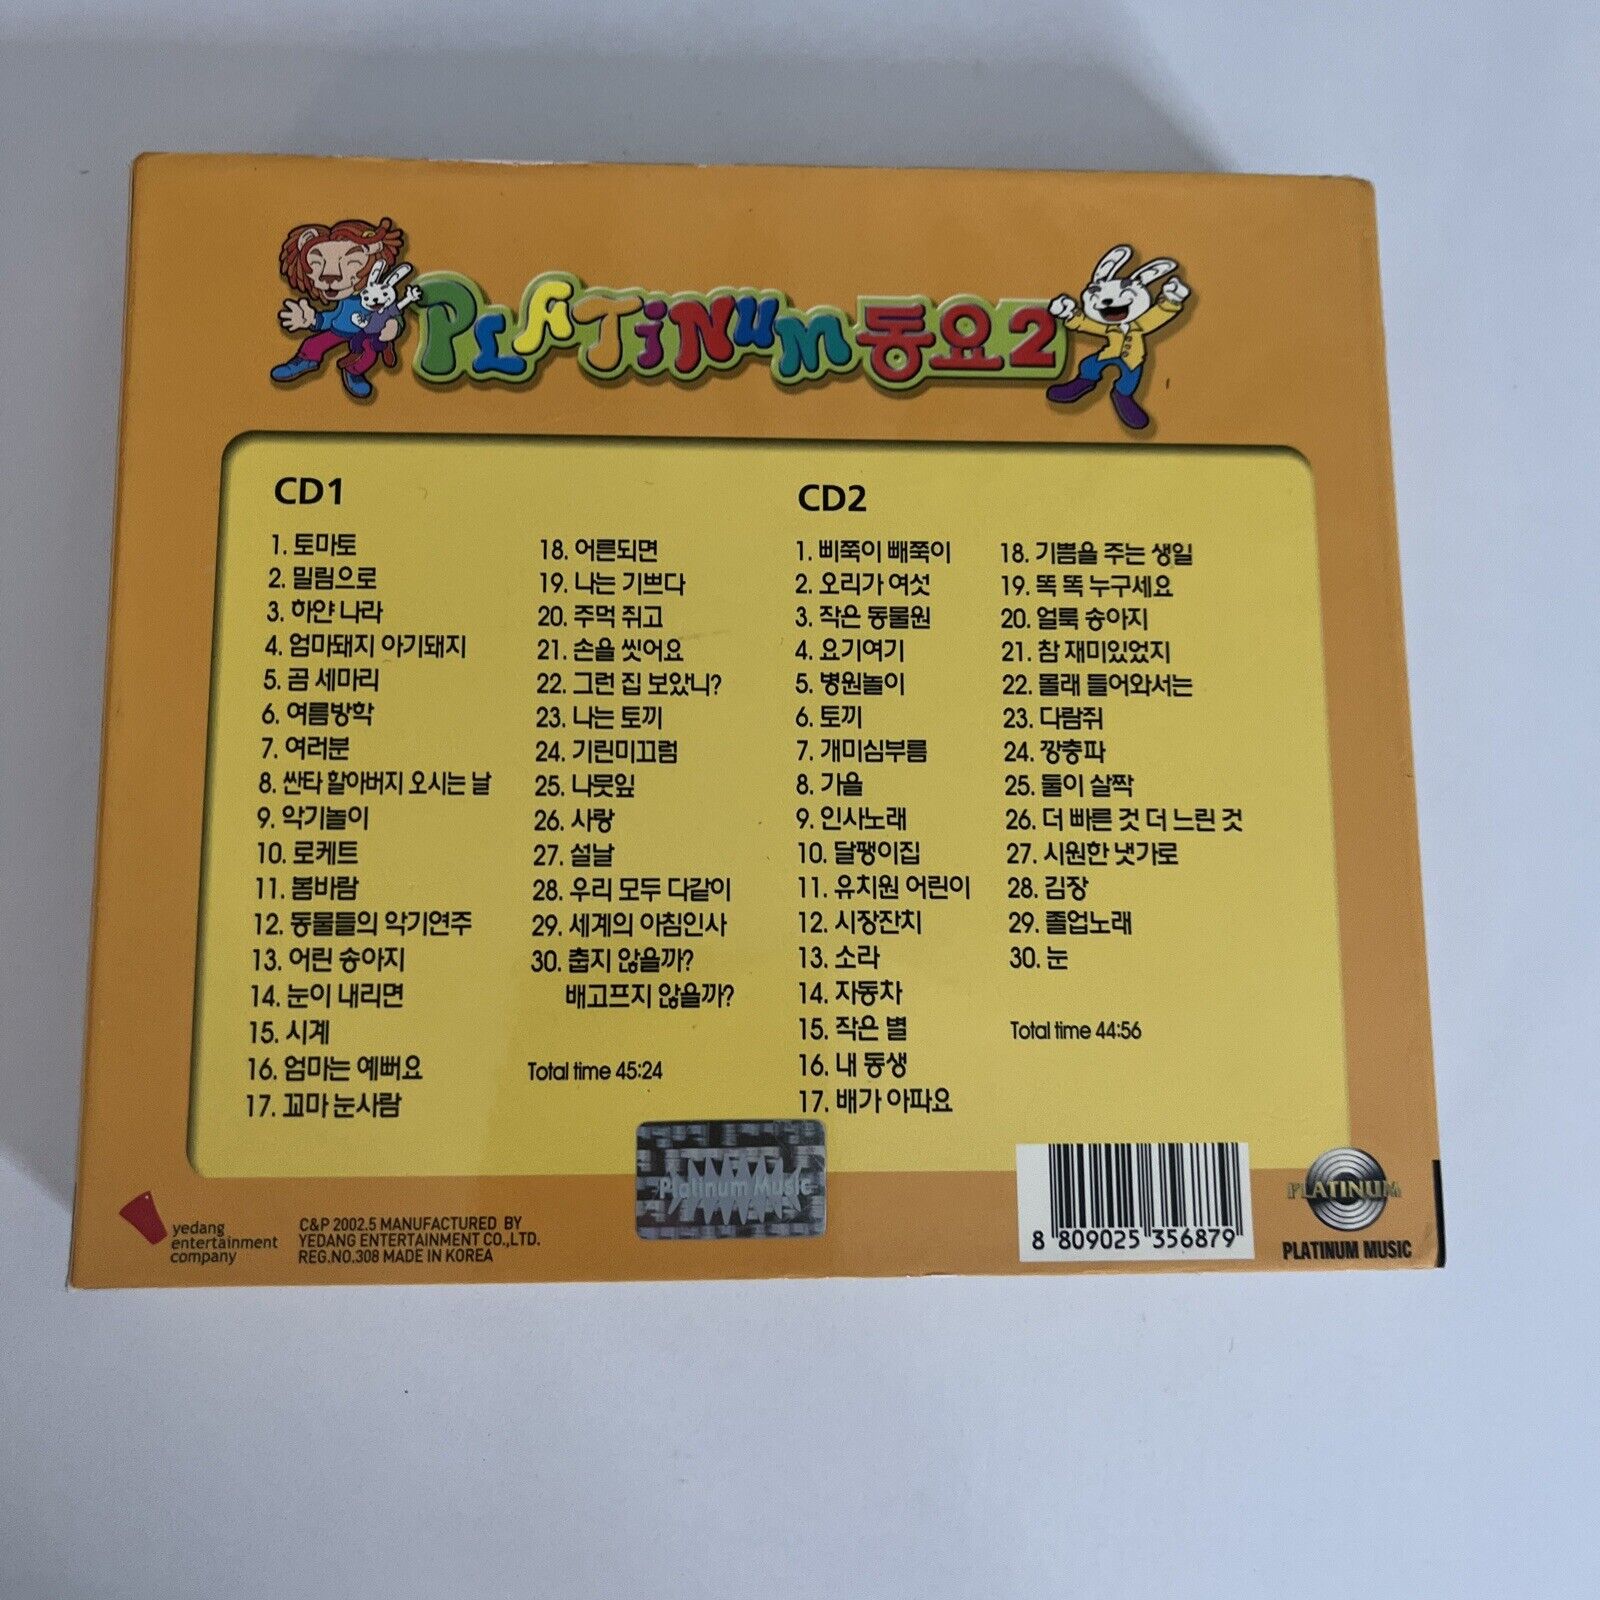 PLATINUM 동요 2
CD1
1. 토마토
2. 밀림으로
3. 하얀 나라
4. 엄마돼지 아기돼지
5. 곰 세마리
6. 여름방학
7. 여러분
8. 싼타 할아버지 오시는 날
9. 악기놀이
10. 로케트
11. 봄바람
12. 동물들의 악기연주
13. 어린 송아지
14. 눈이 내리면
15. 시계
16. 엄마는 예뻐요
17. 꼬마 눈사람
18. 어른되면
19. 나는 기쁘다
20. 주먹 쥐고
21. 손을 씻어요
22. 그런 집 보았니?
23. 나는 토끼
24. 기린미끄럼
25. 나뭇잎
26. 사랑
27. 설날
28. 우리 모두 다같이
29. 세계의 아침인사
30. 춥지 않을까?
배고프지 않을까?
Total time 45:24
CD2
1. 삐쭉이 빼쭉이
2. 오리가 여섯
3. 작은 동물원
4. 요기여기
5. 병원놀이
6. 토끼
7. 개미심부름
8. 가을
9. 인사노래
10. 달팽이집
11. 유치원 어린이
12. 시장잔치
13. 소라
14. 자동차
15. 작은 별
16. 내 동생
17. 배가 아파요
18. 기쁨을 주는 생일
19. 똑 똑 누구세요
20. 얼룩 송아지
21. 참 재미있었지
22. 몰래 들어와서는
23. 다람쥐
24. 깡충파
25. 둘이 살짝
26. 더 빠른 것 더 느린 것
27. 시원한 냇가로
28. 김장
29. 졸업노래
30. 눈
Total time 44:56
yedang
entertainment
company
C&P 2002.5 MANUFACTURED BY
YEDANG ENTERTAINMENT CO.,LTD.
REG.NO.308 MADE IN KOREA
Platinum Music
8 809025 356879
PLATINUM
PLATINUM MUSIC